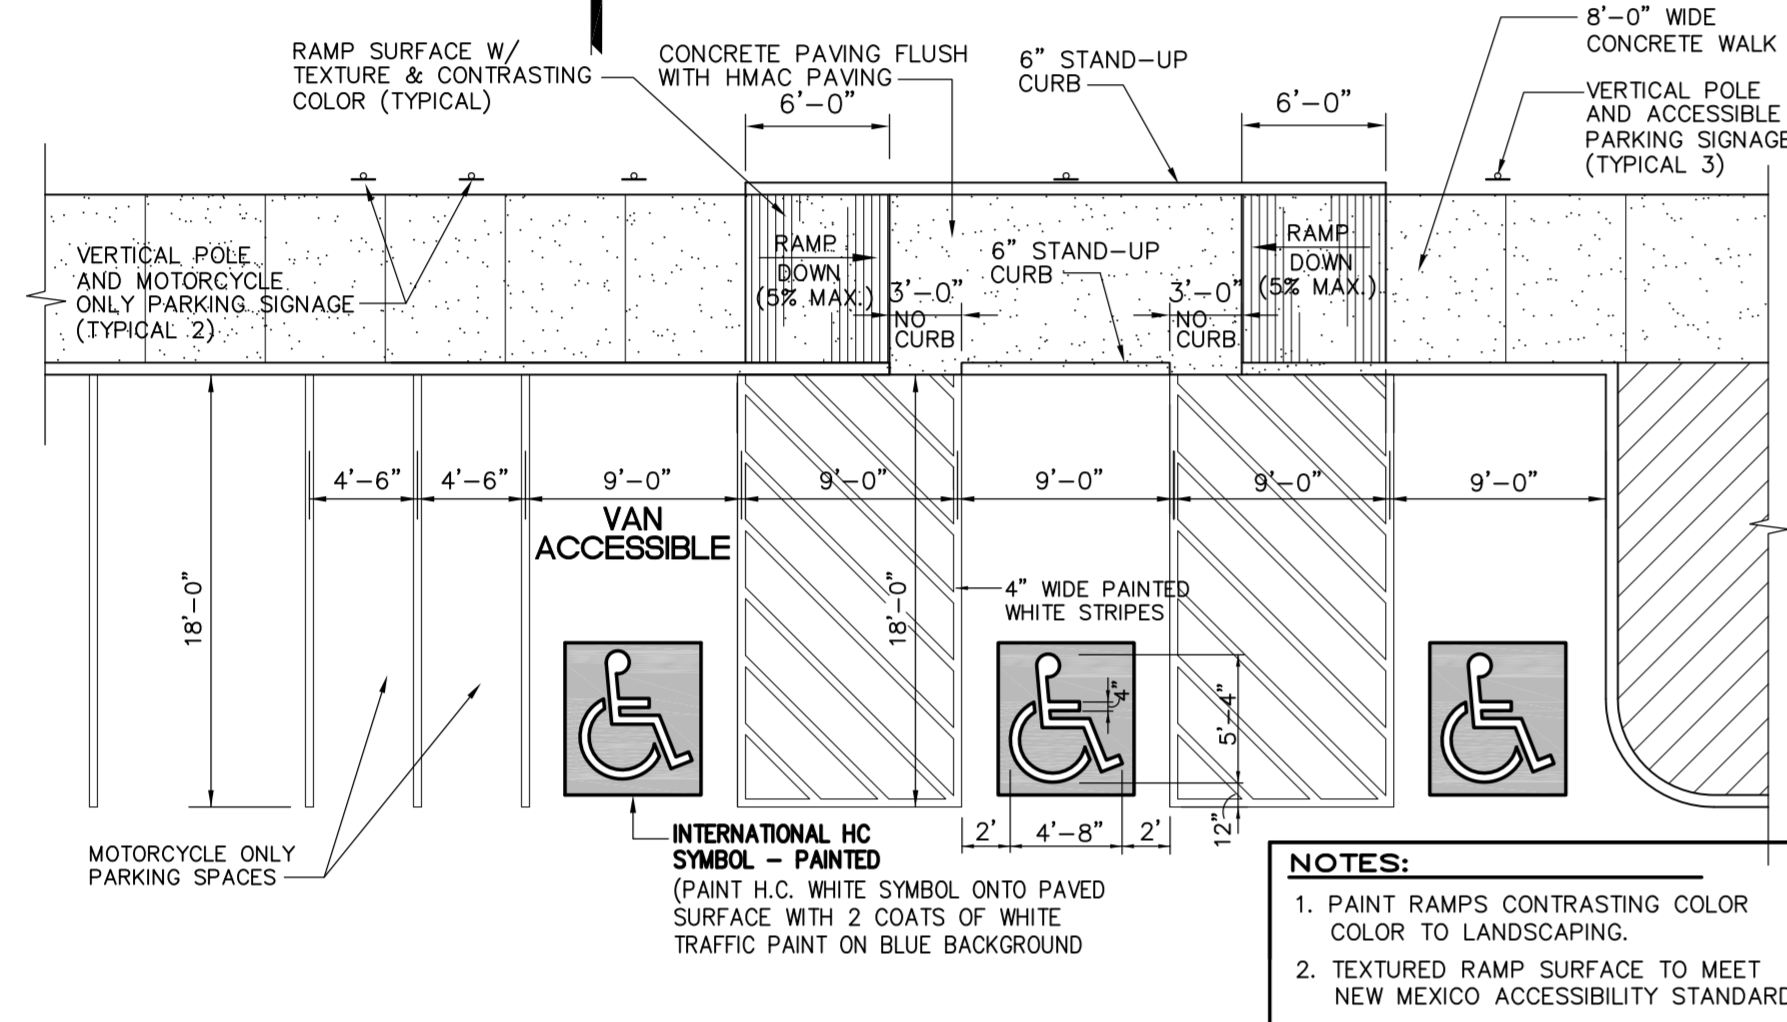 RAMP SURFACE W/
TEXTURE & CONTRASTING
COLOR (TYPICAL)
CONCRETE PAVING FLUSH
WITH HMAC PAVING
6'-0"
6" STAND-UP
CURB
6'-0"
8'-0" WIDE
CONCRETE WALK
VERTICAL POLE
AND ACCESSIBLE
PARKING SIGNAGE
(TYPICAL 3)
VERTICAL POLE
AND MOTORCYCLE
ONLY PARKING SIGNAGE
(TYPICAL 2)
RAMP
DOWN
(5% MAX.)
3'-0"
NO
CURB
6" STAND-UP
CURB
3'-0"
NO
CURB
RAMP
DOWN
(5% MAX.)
4'-6"
4'-6"
9'-0"
9'-0"
9'-0"
9'-0"
9'-0"
VAN
ACCESSIBLE
18'-0"
18'-0"
4" WIDE PAINTED
WHITE STRIPES
4"
5'-4"
12"
2'
4'-8"
2'
MOTORCYCLE ONLY
PARKING SPACES
INTERNATIONAL HC
SYMBOL - PAINTED
(PAINT H.C. WHITE SYMBOL ONTO PAVED
SURFACE WITH 2 COATS OF WHITE
TRAFFIC PAINT ON BLUE BACKGROUND
NOTES:
1. PAINT RAMPS CONTRASTING COLOR
COLOR TO LANDSCAPING.
2. TEXTURED RAMP SURFACE TO MEET
NEW MEXICO ACCESSIBILITY STANDARD